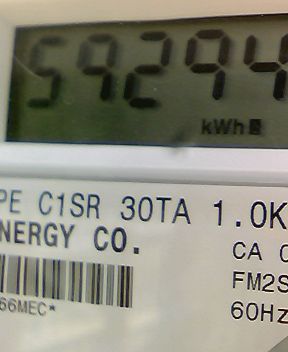 59294
kWh
PE C1SR 30TA 1.0K
NERGY CO.
CA
FM2S
66MEC*
60Hz